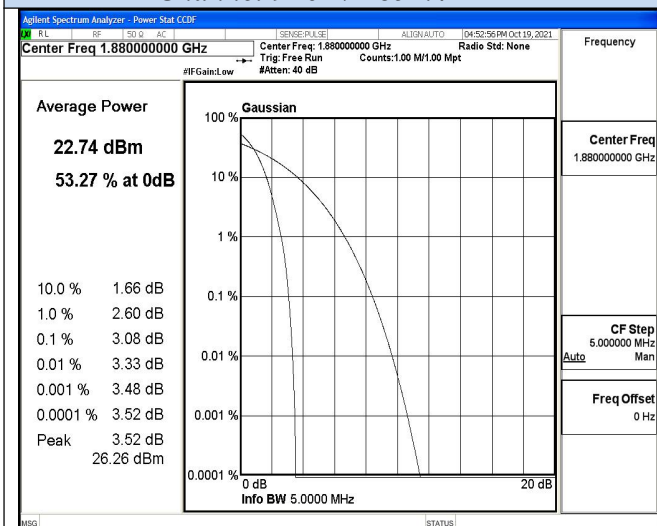 Agilent Spectrum Analyzer - Power Stat CCDF
LXI RL RF 50 Ω AC SENSE:PULSE ALIGN AUTO 04:52:56 PM Oct 19, 2021
Center Freq 1.880000000 GHz
Center Freq: 1.880000000 GHz Radio Std: None
Trig: Free Run Counts:1.00 M/1.00 Mpt
#IFGain:Low #Atten: 40 dB
Frequency
Average Power
22.74 dBm
53.27 % at 0dB
10.0 % 1.66 dB
1.0 % 2.60 dB
0.1 % 3.08 dB
0.01 % 3.33 dB
0.001 % 3.48 dB
0.0001 % 3.52 dB
Peak 3.52 dB
26.26 dBm
Gaussian
100 %
10 %
1 %
0.1 %
0.01 %
0.001 %
0.0001 %
0 dB 20 dB
Info BW 5.0000 MHz
Center Freq
1.880000000 GHz
CF Step
5.000000 MHz
Auto Man
Freq Offset
0 Hz
MSG STATUS